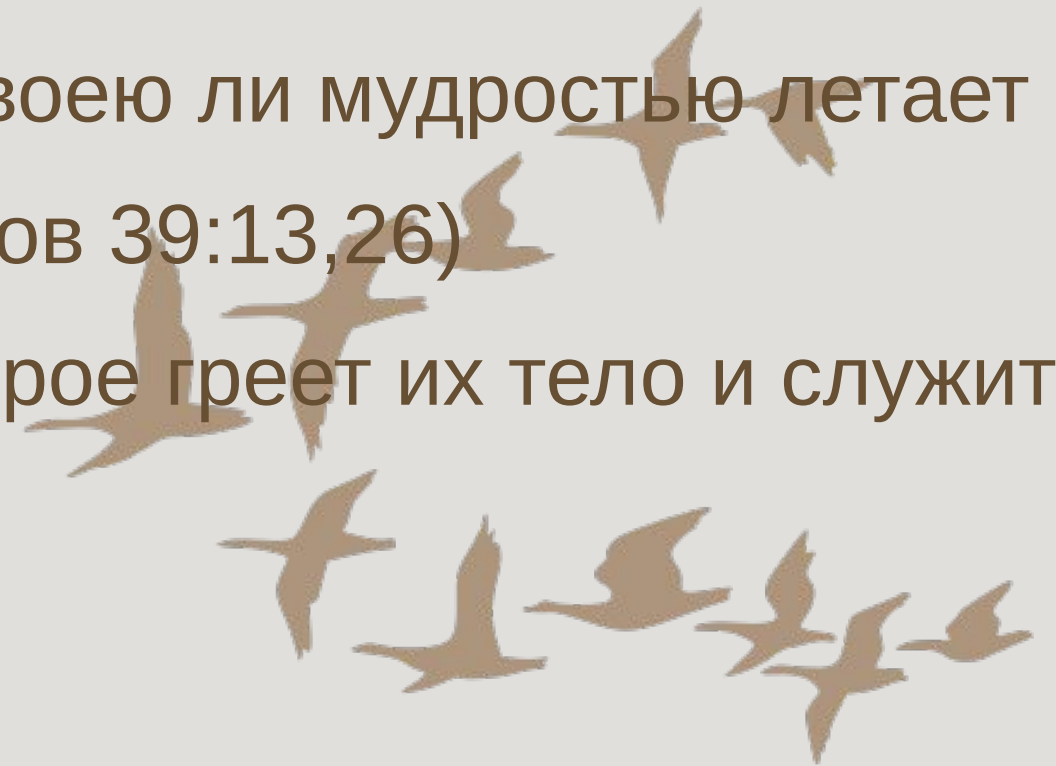 воею ли мудростью летает
ов 39:13,26)
рое греет их тело и служит